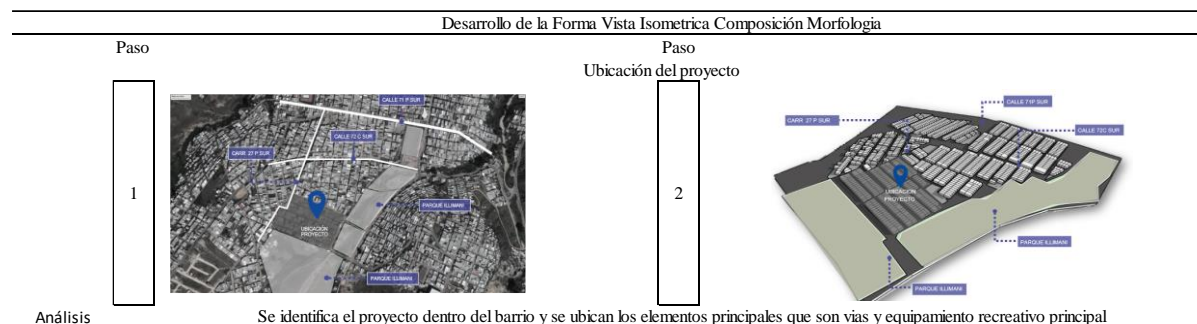 Desarrollo de la Forma Vista Isometrica Composición Morfologia
Paso
Paso
Ubicación del proyecto
1
CALLE 71 P SUR
CALLE 72 C SUR
CARR. 27 P SUR
UBICACIÓN
PROYECTO
PARQUE ILLIMANI
PARQUE ILLIMANI
2
CALLE 71P SUR
CARR. 27 P SUR
CALLE 72C SUR
UBICACIÓN
PROYECTO
PARQUE ILLIMANI
PARQUE ILLIMANI
Análisis
Se identifica el proyecto dentro del barrio y se ubican los elementos principales que son vias y equipamiento recreativo principal